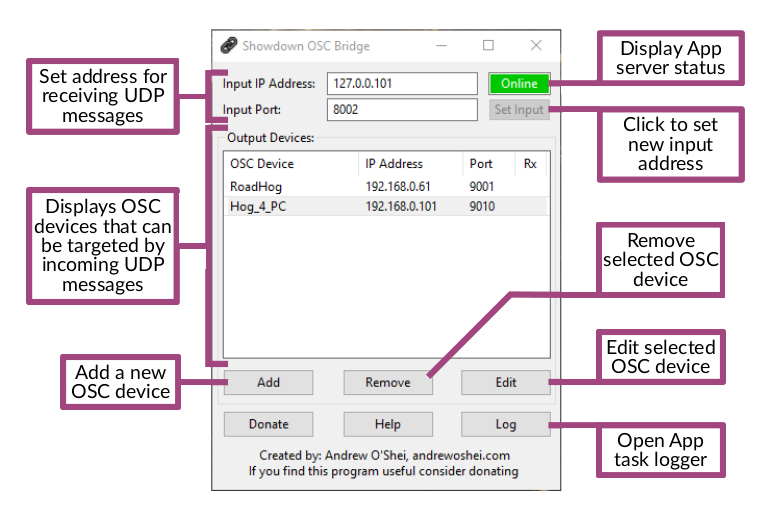 Showdown OSC Bridge
Set address for
receiving UDP
messages
Display App
server status
Input IP Address:
127.0.0.101
Online
Input Port:
8002
Set Input
Click to set
new input
address
Output Devices:
OSC Device IP Address Port Rx
RoadHog 192.168.0.61 9001
Hog_4_PC 192.168.0.101 9010
Displays OSC
devices that can
be targeted by
incoming UDP
messages
Remove
selected OSC
device
Edit selected
OSC device
Add a new
OSC device
Add Remove Edit
Donate Help Log
Open App
task logger
Created by: Andrew O'Shei, andrewoshei.com
If you find this program useful consider donating